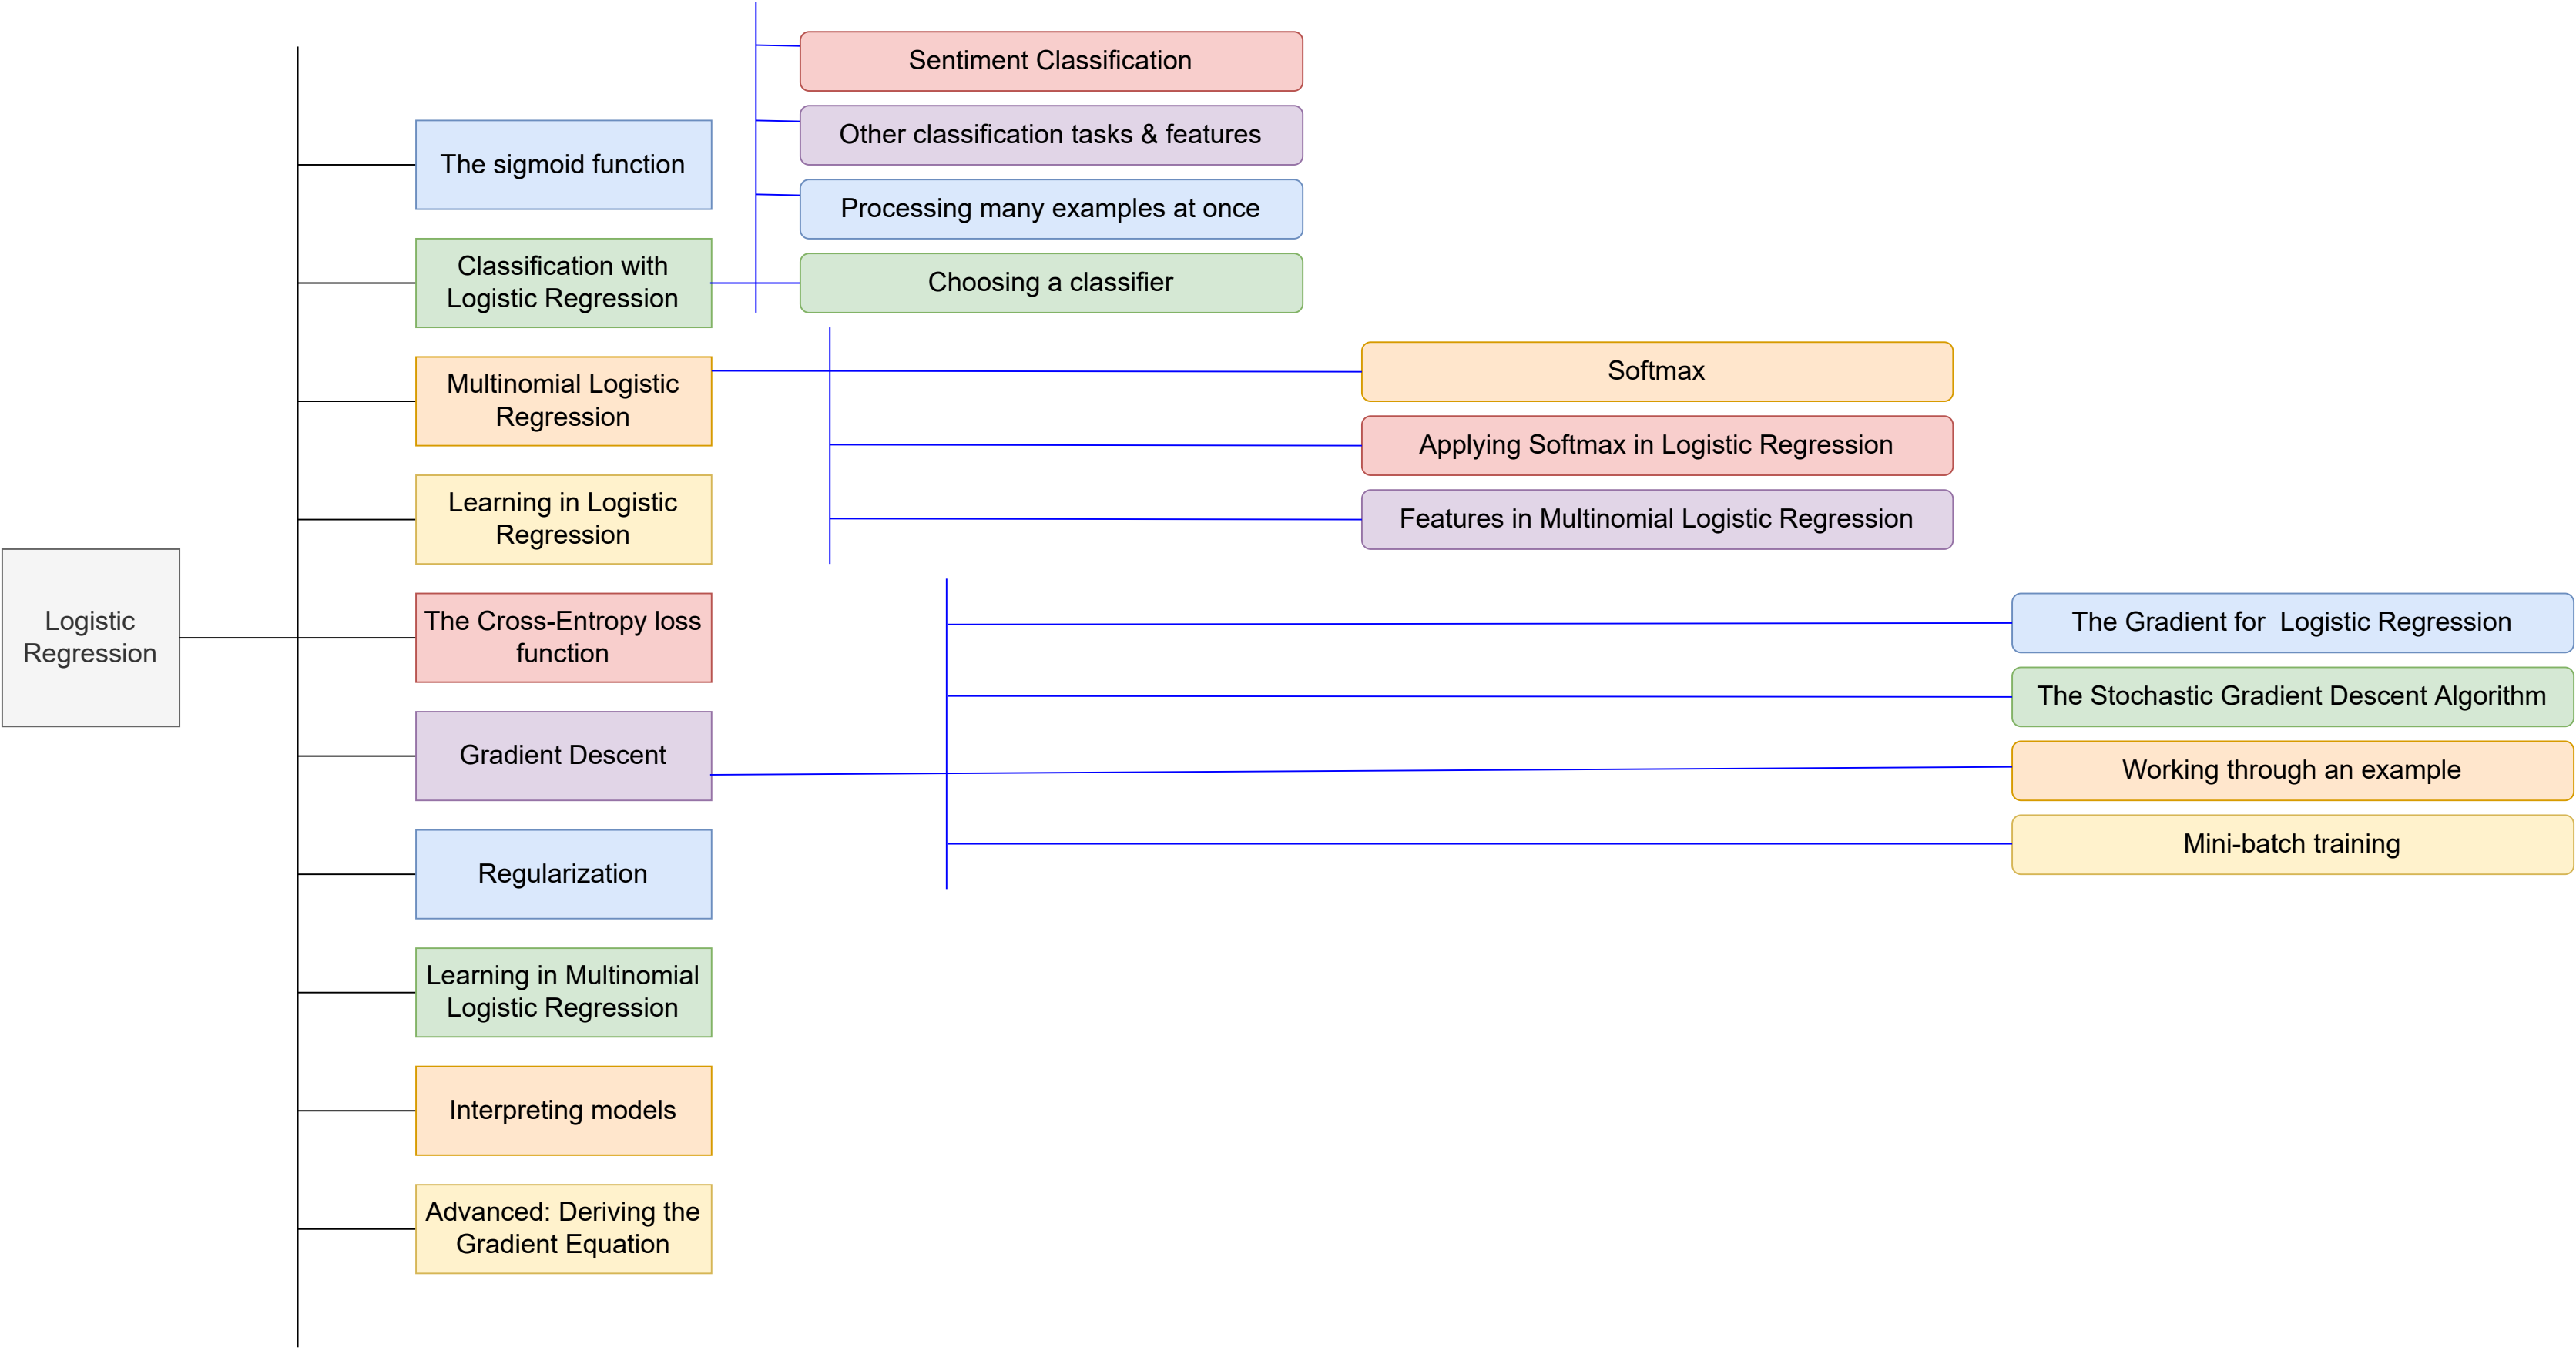 Logistic
Regression
The sigmoid function
Classification with
Logistic Regression
Sentiment Classification
Other classification tasks & features
Processing many examples at once
Choosing a classifier
Multinomial Logistic
Regression
Softmax
Applying Softmax in Logistic Regression
Features in Multinomial Logistic Regression
Learning in Logistic
Regression
The Cross-Entropy loss
function
Gradient Descent
The Gradient for  Logistic Regression
The Stochastic Gradient Descent Algorithm
Working through an example
Mini-batch training
Regularization
Learning in Multinomial
Logistic Regression
Interpreting models
Advanced: Deriving the
Gradient Equation